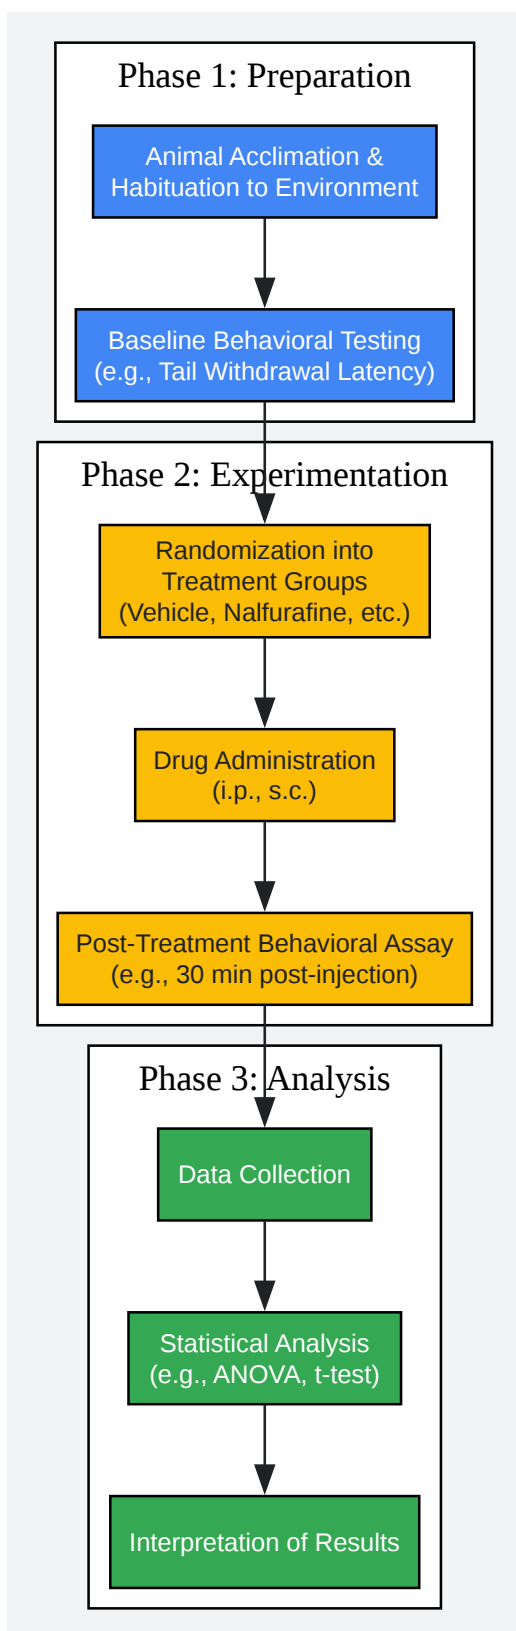 Phase 1: Preparation
Animal Acclimation &
Habituation to Environment
Baseline Behavioral Testing
(e.g., Tail Withdrawal Latency)
Phase 2: Experimentation
Randomization into
Treatment Groups
(Vehicle, Nalfurafine, etc.)
Drug Administration
(i.p., s.c.)
Post-Treatment Behavioral Assay
(e.g., 30 min post-injection)
Phase 3: Analysis
Data Collection
Statistical Analysis
(e.g., ANOVA, t-test)
Interpretation of Results